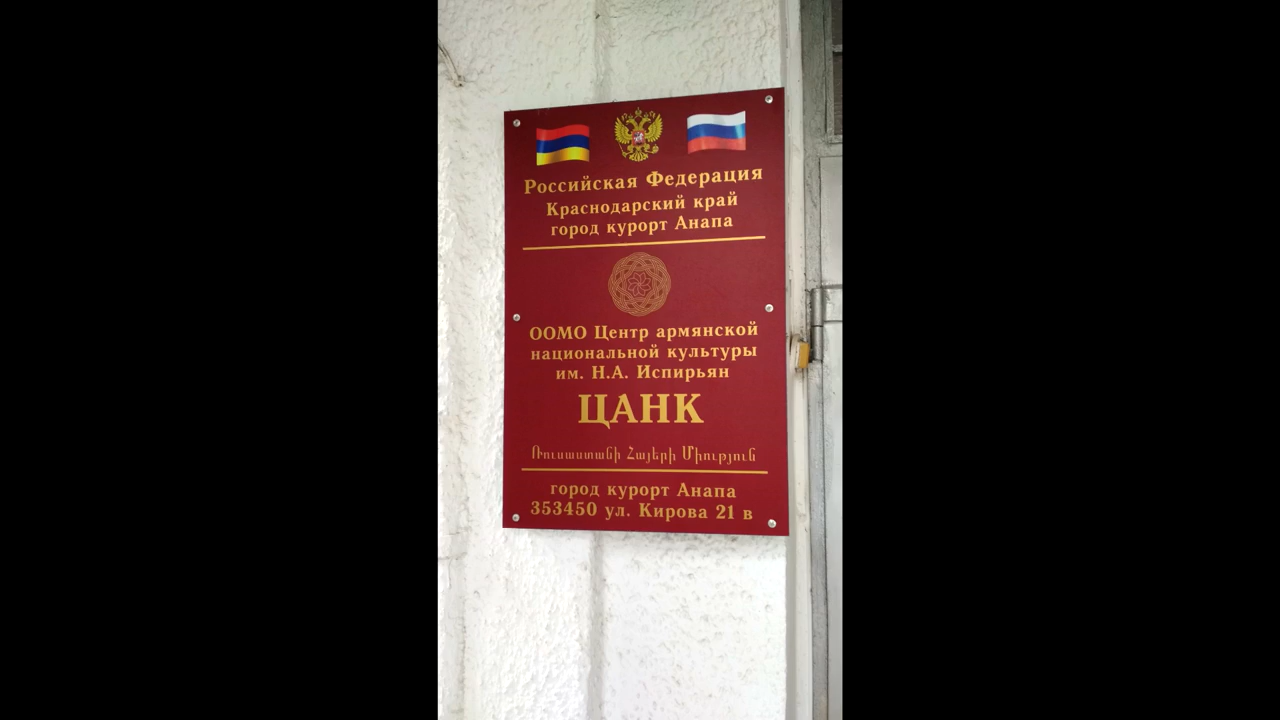 Российская Федерация
Краснодарский край
город курорт Анапа
ООМО Центр армянской
национальной культуры
им. Н.А. Испирьян
ЦАНК
Ռուսաստանի Հայերի Միություն
город курорт Анапа
353450 ул. Кирова 21 в